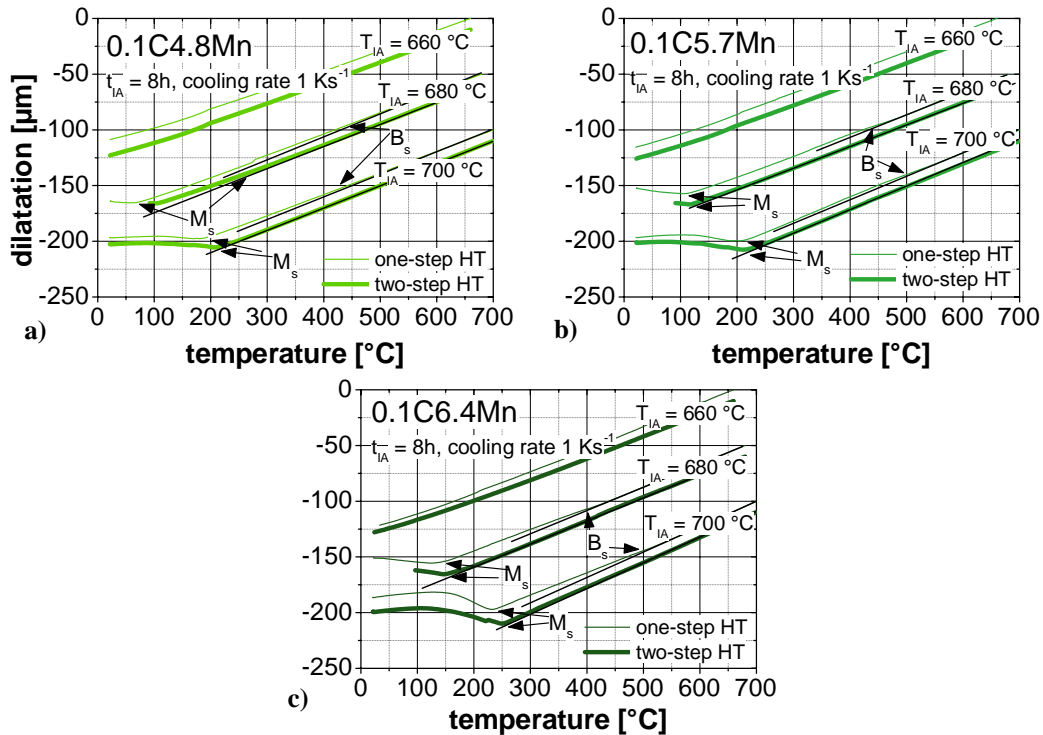 0.1C4.8Mn
t_IA = 8h, cooling rate 1 Ks⁻¹
T_IA = 660 °C
T_IA = 680 °C
B_s
T_IA = 700 °C
M_s
M_s
one-step HT
two-step HT
0
-50
-100
-150
-200
-250
dilatation [µm]
0 100 200 300 400 500 600 700
temperature [°C]
a)
0.1C5.7Mn
t_IA = 8h, cooling rate 1 Ks⁻¹
T_IA = 660 °C
T_IA = 680 °C
T_IA = 700 °C
B_s
M_s
M_s
one-step HT
two-step HT
0
-50
-100
-150
-200
-250
0 100 200 300 400 500 600 700
temperature [°C]
b)
0.1C6.4Mn
t_IA = 8h, cooling rate 1 Ks⁻¹
T_IA = 660 °C
T_IA = 680 °C
T_IA = 700 °C
B_s
M_s
M_s
one-step HT
two-step HT
0
-50
-100
-150
-200
-250
0 100 200 300 400 500 600 700
temperature [°C]
c)